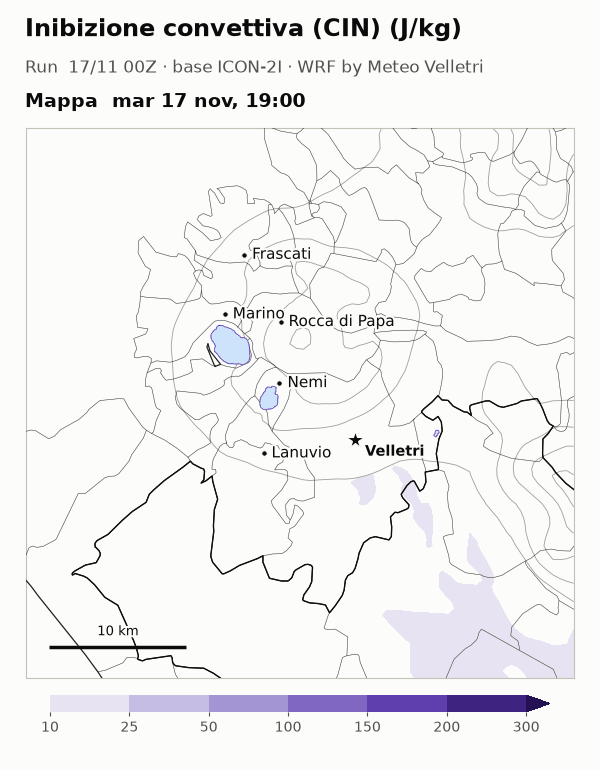 Inibizione convettiva (CIN) (J/kg)
Run  17/11 00Z · base ICON-2I · WRF by Meteo Velletri
Mappa  mar 17 nov, 19:00
Frascati
Marino
Rocca di Papa
Nemi
Velletri
Lanuvio
10 km
10 25 50 100 150 200 300